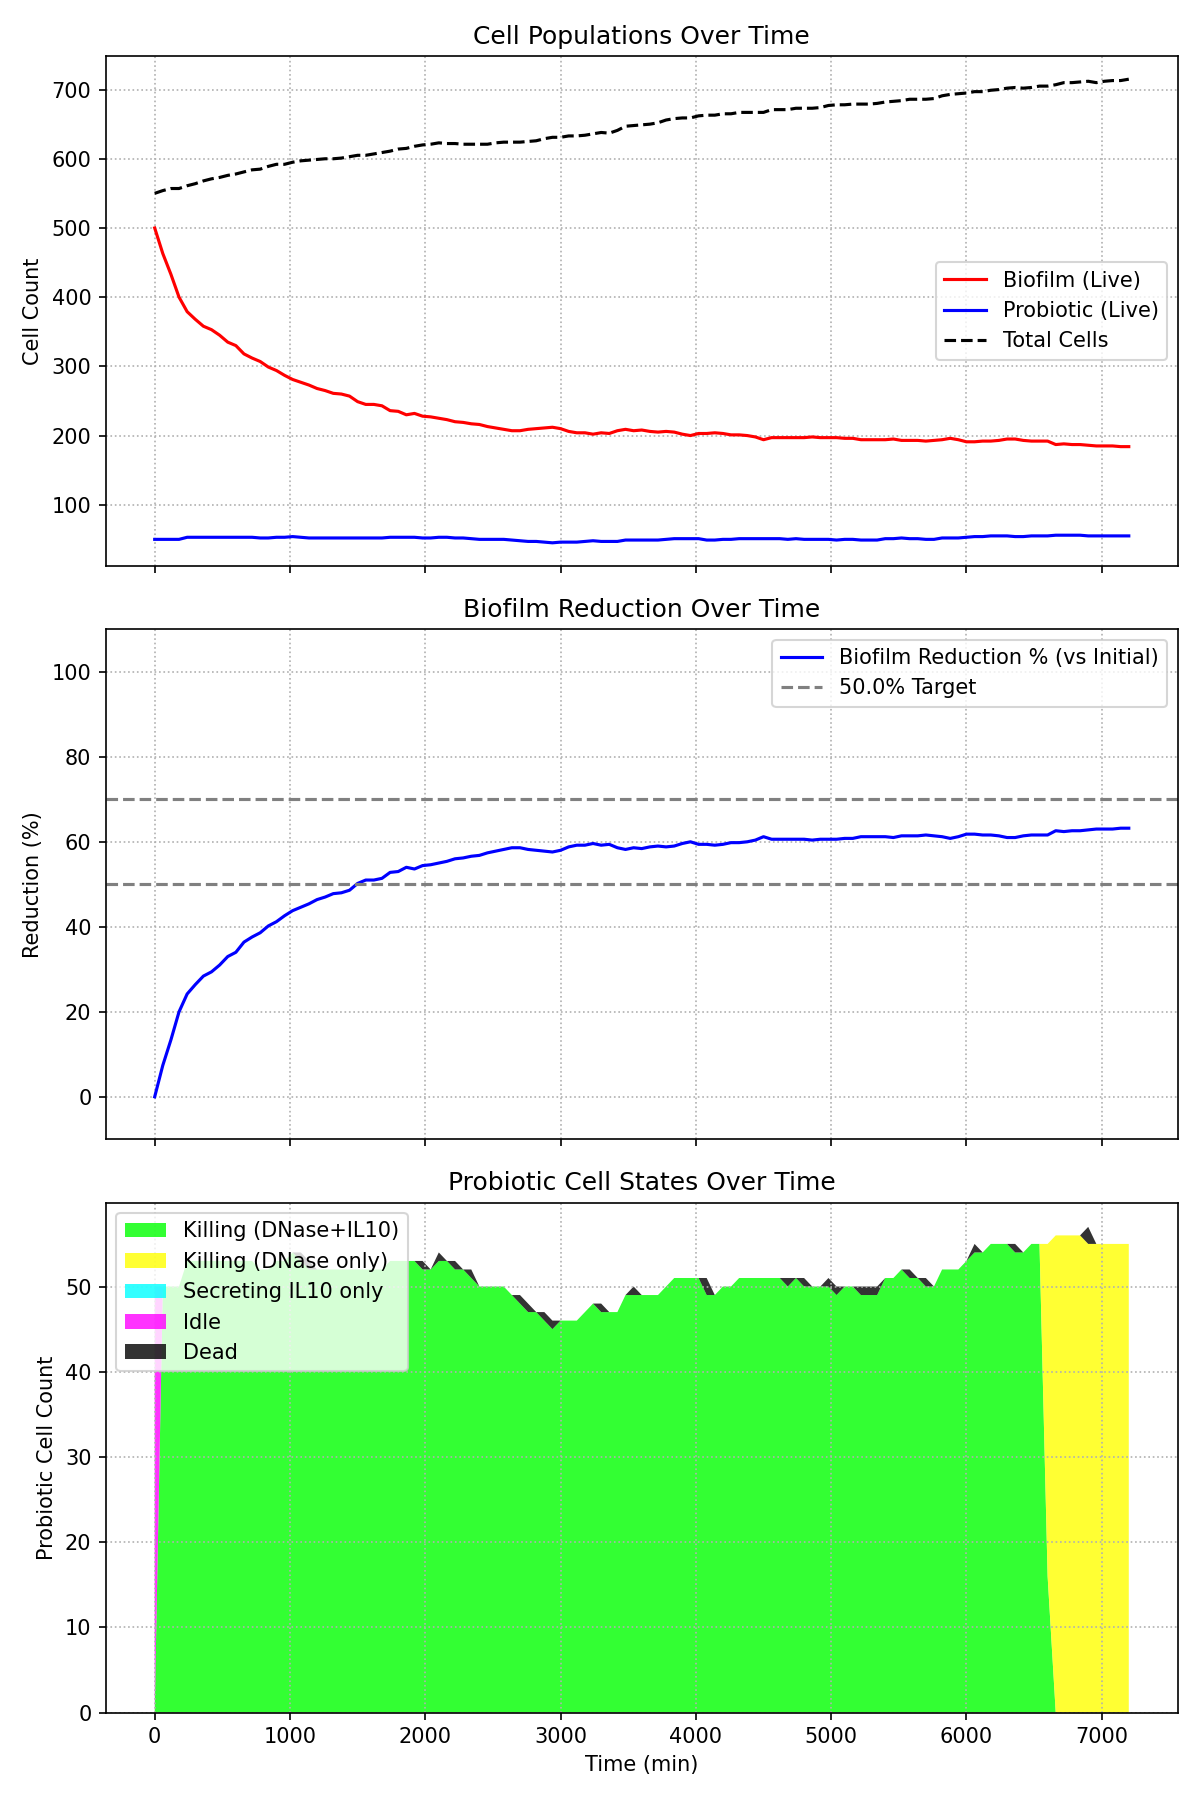 Cell Populations Over Time
700
600
500
400
300
200
100
Cell Count
Biofilm (Live)
Probiotic (Live)
Total Cells
Biofilm Reduction Over Time
100
80
60
40
20
0
Reduction (%)
Biofilm Reduction % (vs Initial)
50.0% Target
Probiotic Cell States Over Time
50
40
30
20
10
0
Probiotic Cell Count
Killing (DNase+IL10)
Killing (DNase only)
Secreting IL10 only
Idle
Dead
0 1000 2000 3000 4000 5000 6000 7000
Time (min)